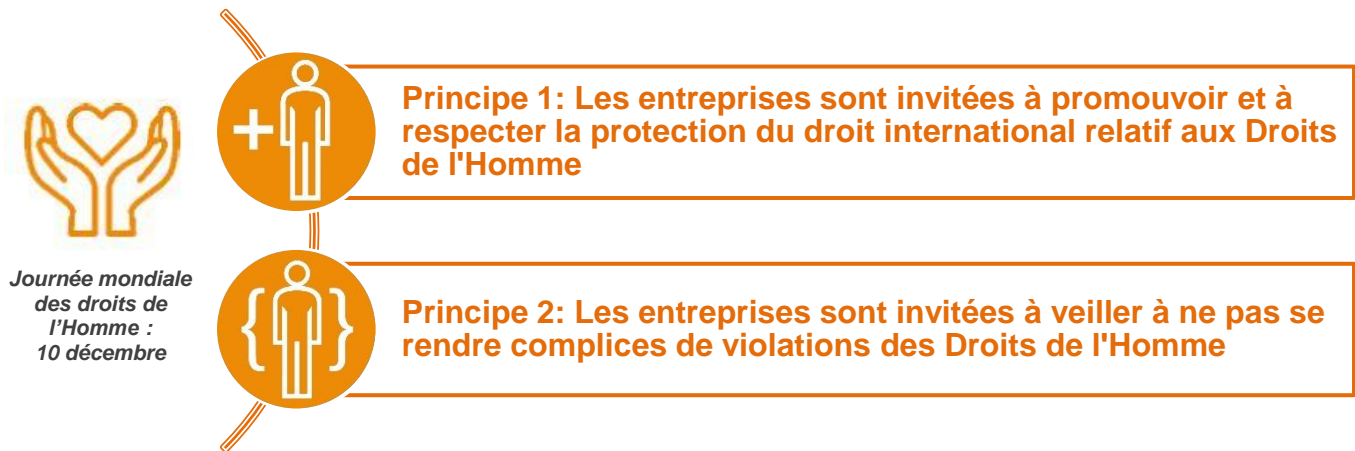 Journée mondiale
des droits de
l’Homme :
10 décembre
Principe 1: Les entreprises sont invitées à promouvoir et à
respecter la protection du droit international relatif aux Droits
de l'Homme
Principe 2: Les entreprises sont invitées à veiller à ne pas se
rendre complices de violations des Droits de l'Homme